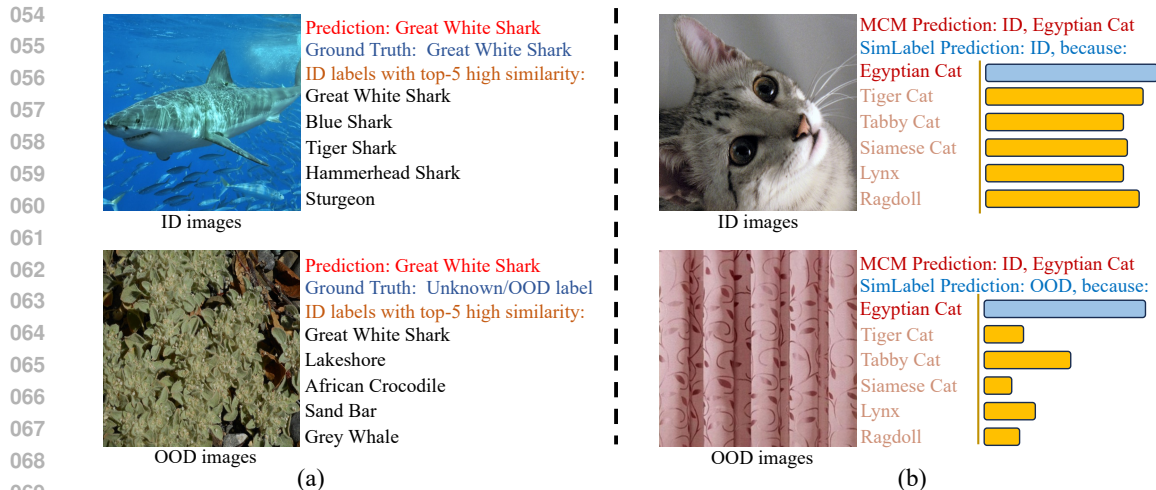 054
055
056
057
058
059
060
061
062
063
064
065
066
067
068
Prediction: Great White Shark
Ground Truth: Great White Shark
ID labels with top-5 high similarity:
Great White Shark
Blue Shark
Tiger Shark
Hammerhead Shark
Sturgeon
ID images
Prediction: Great White Shark
Ground Truth: Unknown/OOD label
ID labels with top-5 high similarity:
Great White Shark
Lakeshore
African Crocodile
Sand Bar
Grey Whale
OOD images
(a)
MCM Prediction: ID, Egyptian Cat
SimLabel Prediction: ID, because:
Egyptian Cat
Tiger Cat
Tabby Cat
Siamese Cat
Lynx
Ragdoll
ID images
MCM Prediction: ID, Egyptian Cat
SimLabel Prediction: OOD, because:
Egyptian Cat
Tiger Cat
Tabby Cat
Siamese Cat
Lynx
Ragdoll
OOD images
(b)